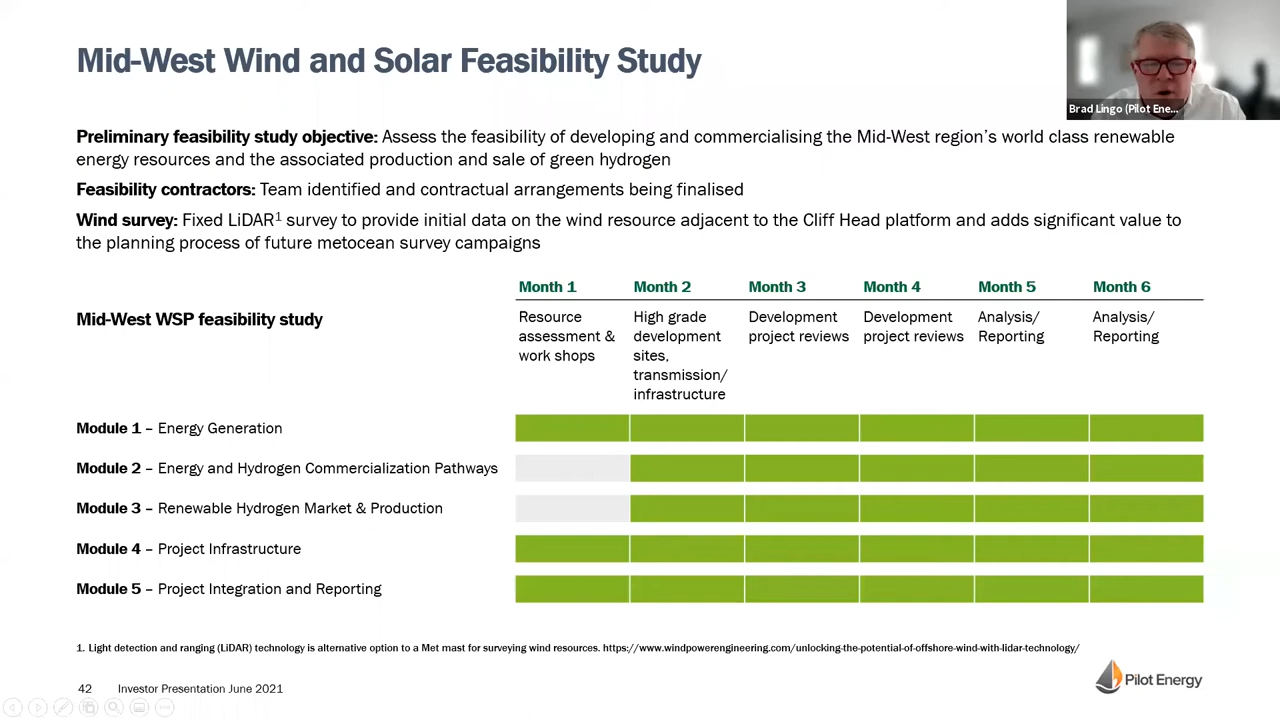 Mid-West Wind and Solar Feasibility Study
Brad Lingo (Pilot Ene...
Preliminary feasibility study objective: Assess the feasibility of developing and commercialising the Mid-West region's world class renewable
energy resources and the associated production and sale of green hydrogen
Feasibility contractors: Team identified and contractual arrangements being finalised
Wind survey: Fixed LiDAR¹ survey to provide initial data on the wind resource adjacent to the Cliff Head platform and adds significant value to
the planning process of future metocean survey campaigns
Month 1 Month 2 Month 3 Month 4 Month 5 Month 6
Mid-West WSP feasibility study
Resource
assessment &
work shops
High grade
development
sites,
transmission/
infrastructure
Development
project reviews
Development
project reviews
Analysis/
Reporting
Analysis/
Reporting
Module 1 – Energy Generation
Module 2 – Energy and Hydrogen Commercialization Pathways
Module 3 – Renewable Hydrogen Market & Production
Module 4 – Project Infrastructure
Module 5 – Project Integration and Reporting
1. Light detection and ranging (LiDAR) technology is alternative option to a Met mast for surveying wind resources. https://www.windpowerengineering.com/unlocking-the-potential-of-offshore-wind-with-lidar-technology/
42 Investor Presentation June 2021
Pilot Energy